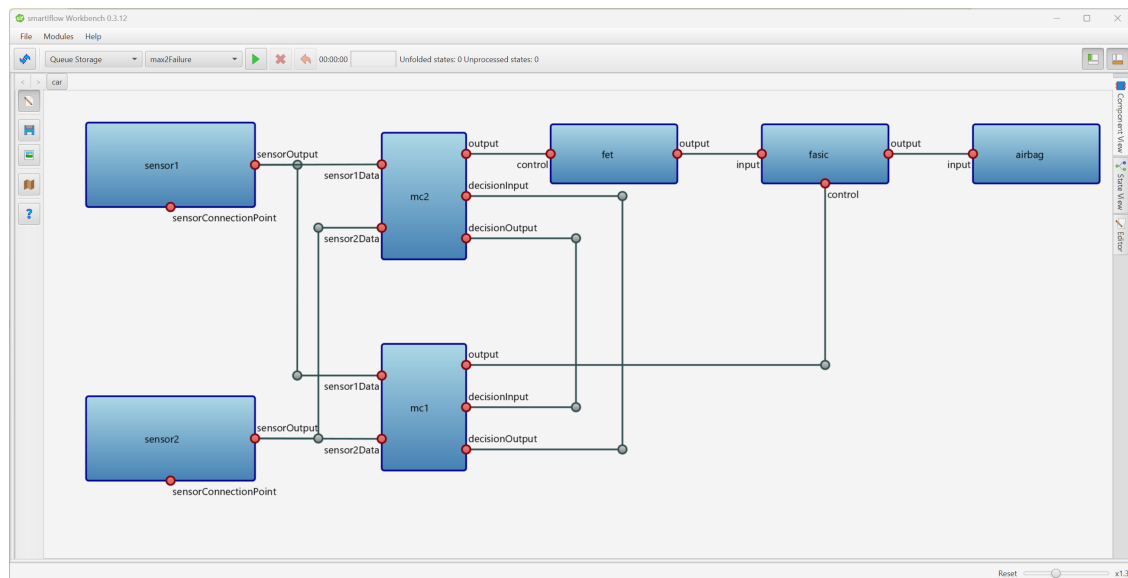 smartIflow Workbench 0.3.12
File Modules Help
Queue Storage max2Failure 00:00:00 Unfolded states: 0 Unprocessed states: 0
< > car
sensor1
sensorOutput
sensorConnectionPoint
sensor1Data
sensor2Data
mc2
output
decisionInput
decisionOutput
control
fet
output
input
fasic
output
control
input
airbag
sensor2
sensorOutput
sensorConnectionPoint
sensor1Data
sensor2Data
mc1
output
decisionInput
decisionOutput
Component View
State View
Editor
Reset x1.3